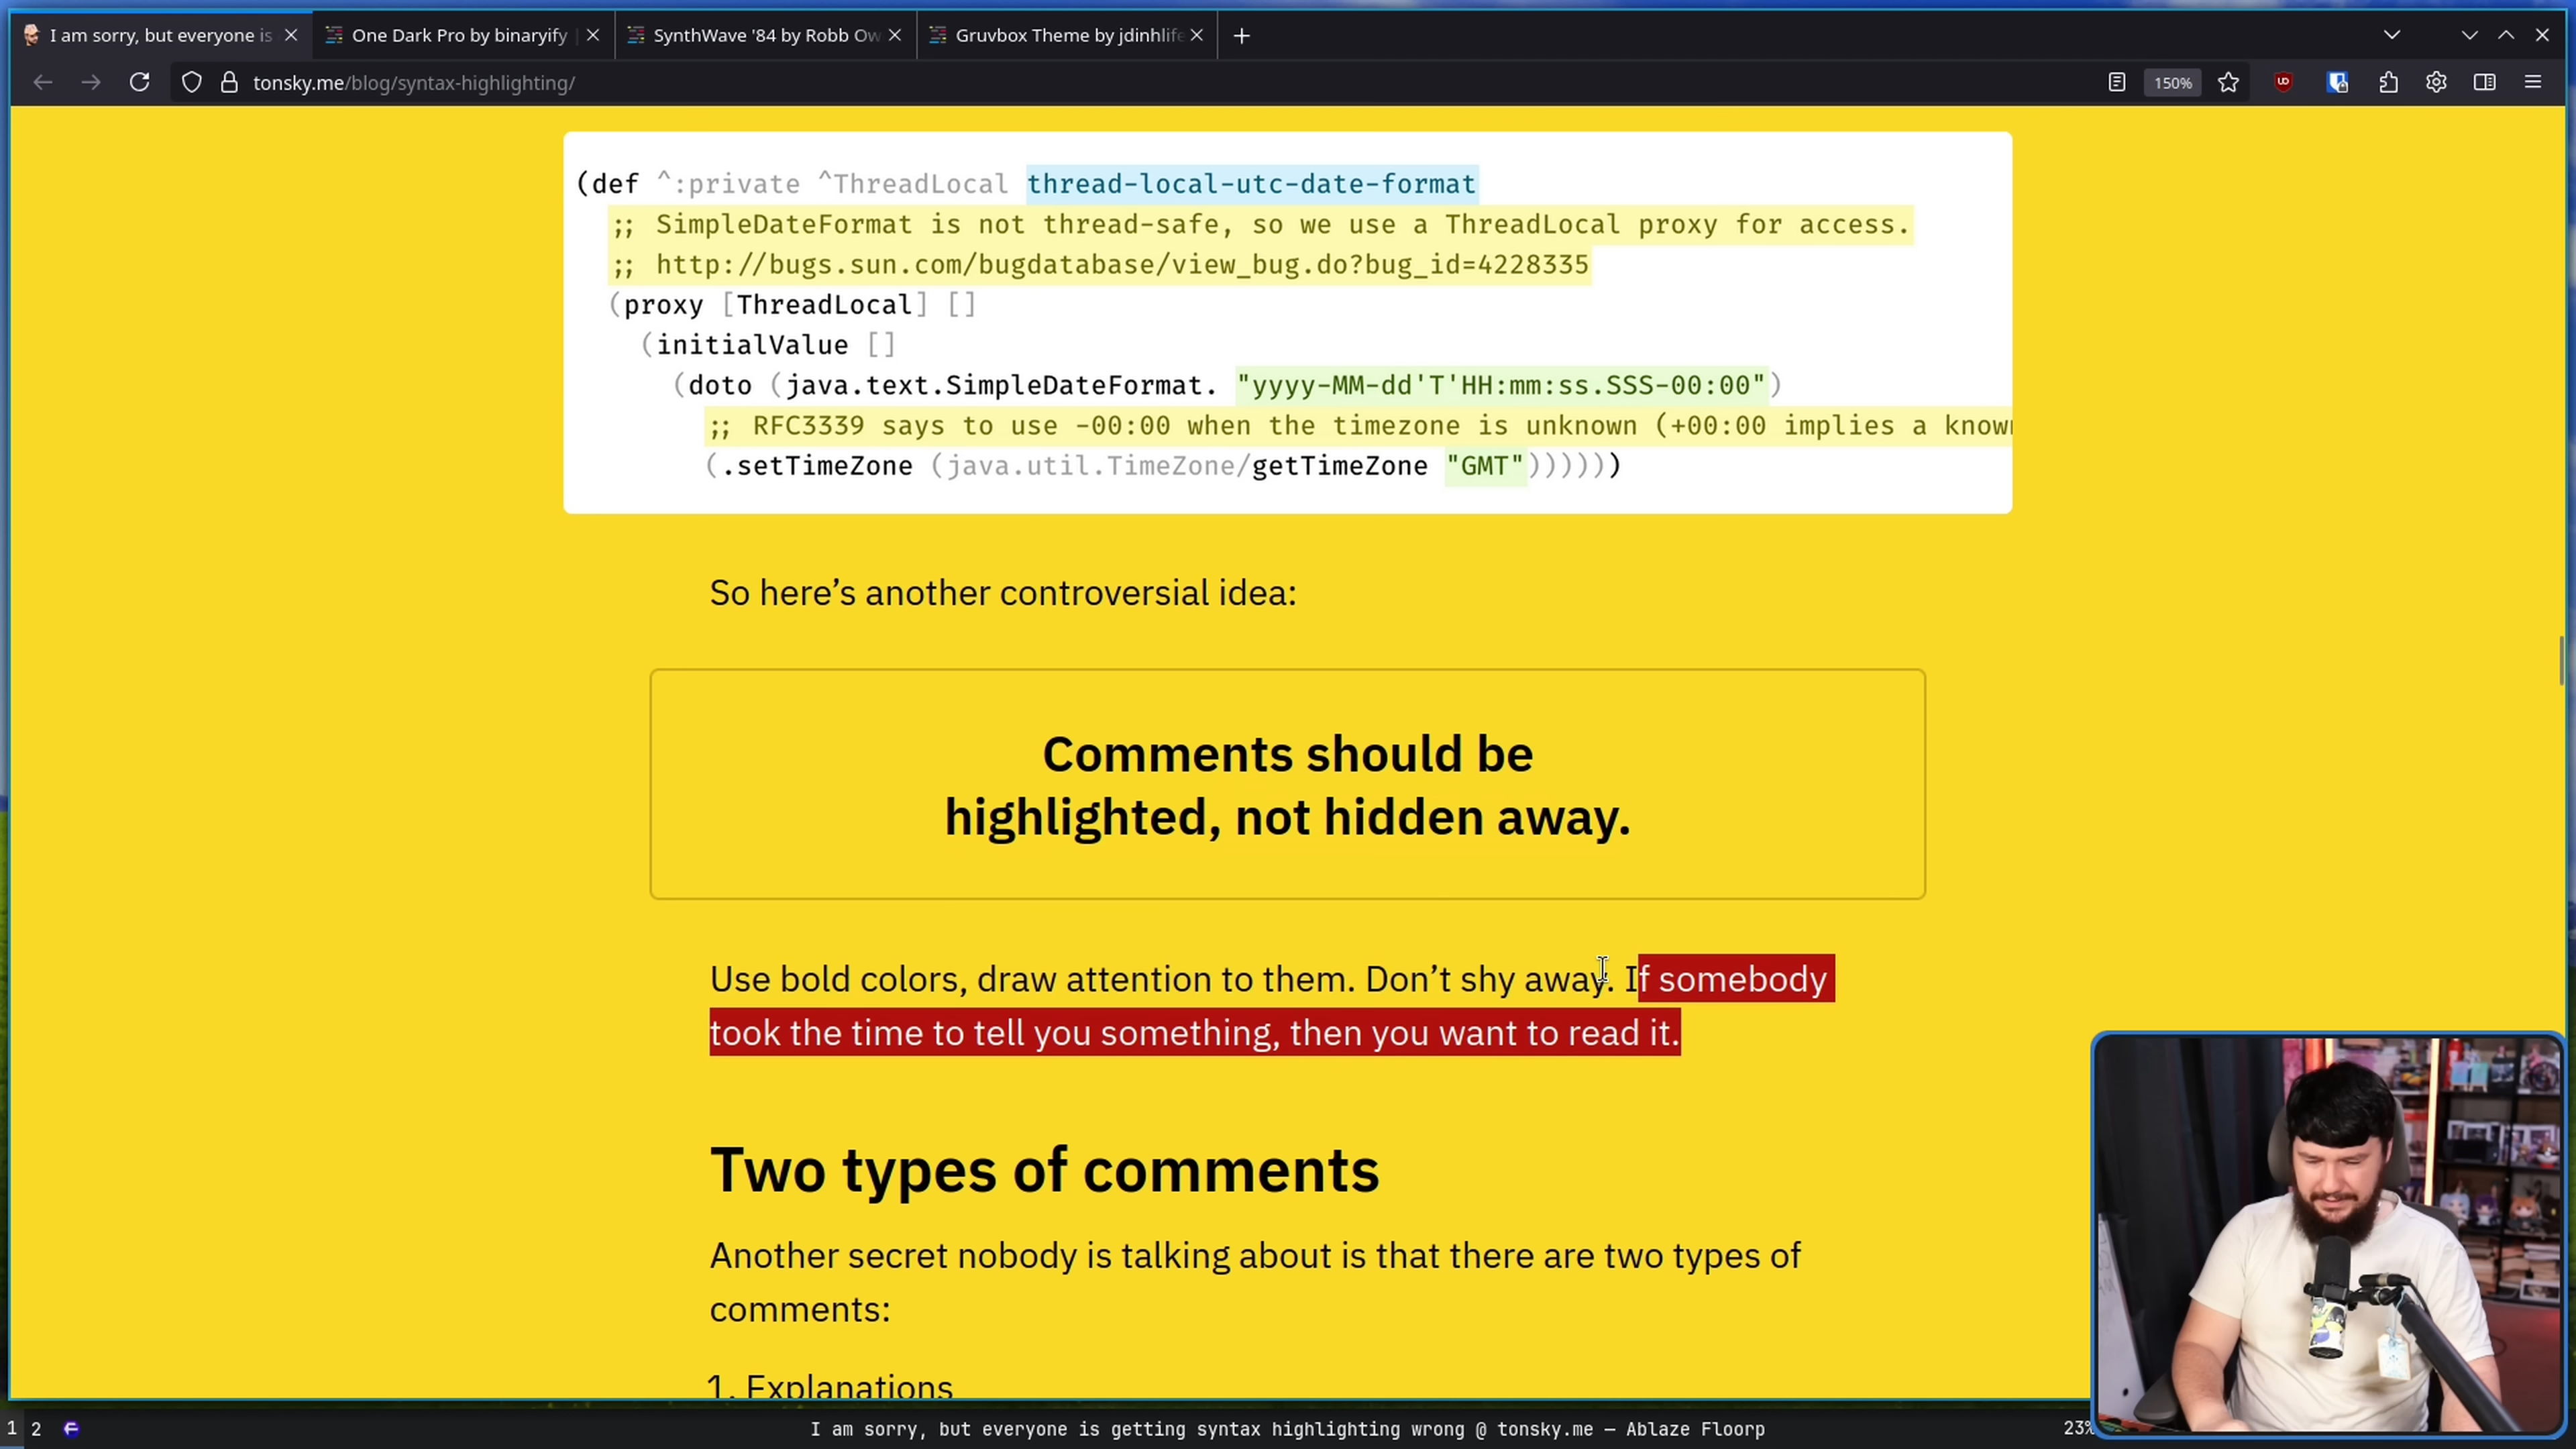 I am sorry, but everyone is
One Dark Pro by binaryify |
SynthWave '84 by Robb Ow
Gruvbox Theme by jdinhlife
tonsky.me/blog/syntax-highlighting/
150%
(def ^:private ^ThreadLocal thread-local-utc-date-format
;; SimpleDateFormat is not thread-safe, so we use a ThreadLocal proxy for access.
;; http://bugs.sun.com/bugdatabase/view_bug.do?bug_id=4228335
(proxy [ThreadLocal] []
(initialValue []
(doto (java.text.SimpleDateFormat. "yyyy-MM-dd'T'HH:mm:ss.SSS-00:00")
;; RFC3339 says to use -00:00 when the timezone is unknown (+00:00 implies a known
(.setTimeZone (java.util.TimeZone/getTimeZone "GMT"))))))
So here’s another controversial idea:
Comments should be
highlighted, not hidden away.
Use bold colors, draw attention to them. Don’t shy away. If somebody
took the time to tell you something, then you want to read it.
Two types of comments
Another secret nobody is talking about is that there are two types of
comments:
1. Explanations
1 2
I am sorry, but everyone is getting syntax highlighting wrong @ tonsky.me — Ablaze Floorp
23%